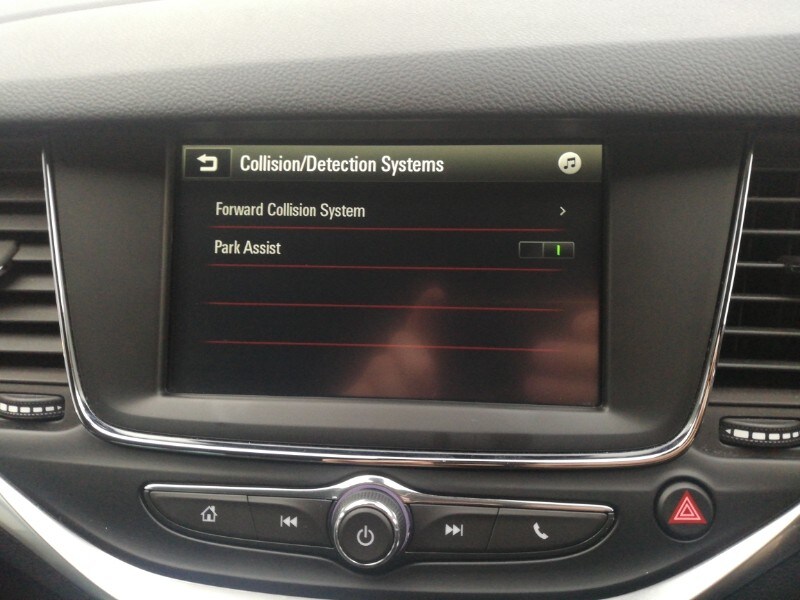 Collision/Detection Systems
Forward Collision System
Park Assist